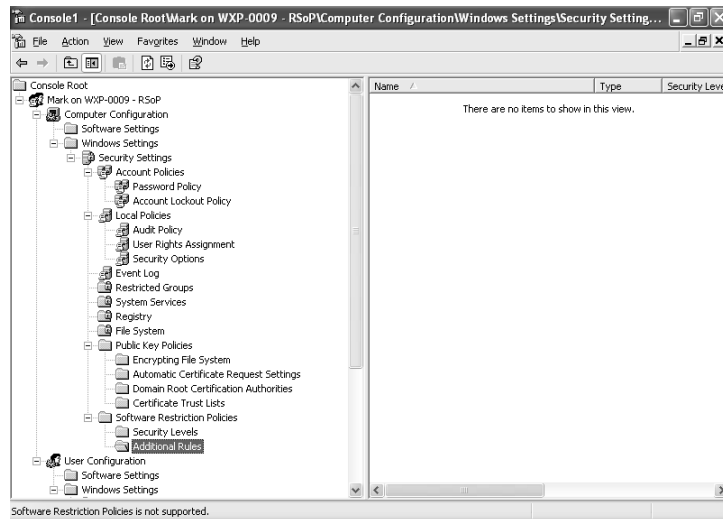 Console1 - [Console Root\Mark on WXP-0009 - RSoP\Computer Configuration\Windows Settings\Security Setting...
File Action View Favorites Window Help
Console Root
Mark on WXP-0009 - RSoP
Computer Configuration
Software Settings
Windows Settings
Security Settings
Account Policies
Password Policy
Account Lockout Policy
Local Policies
Audit Policy
User Rights Assignment
Security Options
Event Log
Restricted Groups
System Services
Registry
File System
Public Key Policies
Encrypting File System
Automatic Certificate Request Settings
Domain Root Certification Authorities
Certificate Trust Lists
Software Restriction Policies
Security Levels
Additional Rules
User Configuration
Software Settings
Windows Settings
Name Type Security Leve
There are no items to show in this view.
Software Restriction Policies is not supported.